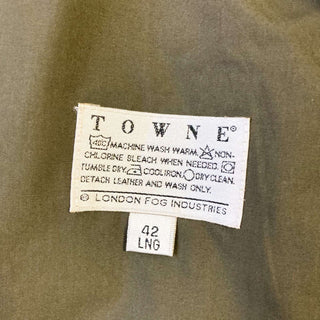 TOWNE®
40C MACHINE WASH WARM, NON-
CHLORINE BLEACH WHEN NEEDED.
TUMBLE DRY, COOL IRON, DRY CLEAN.
DETACH LEATHER AND WASH ONLY.
© LONDON FOG INDUSTRIES
42
LNG